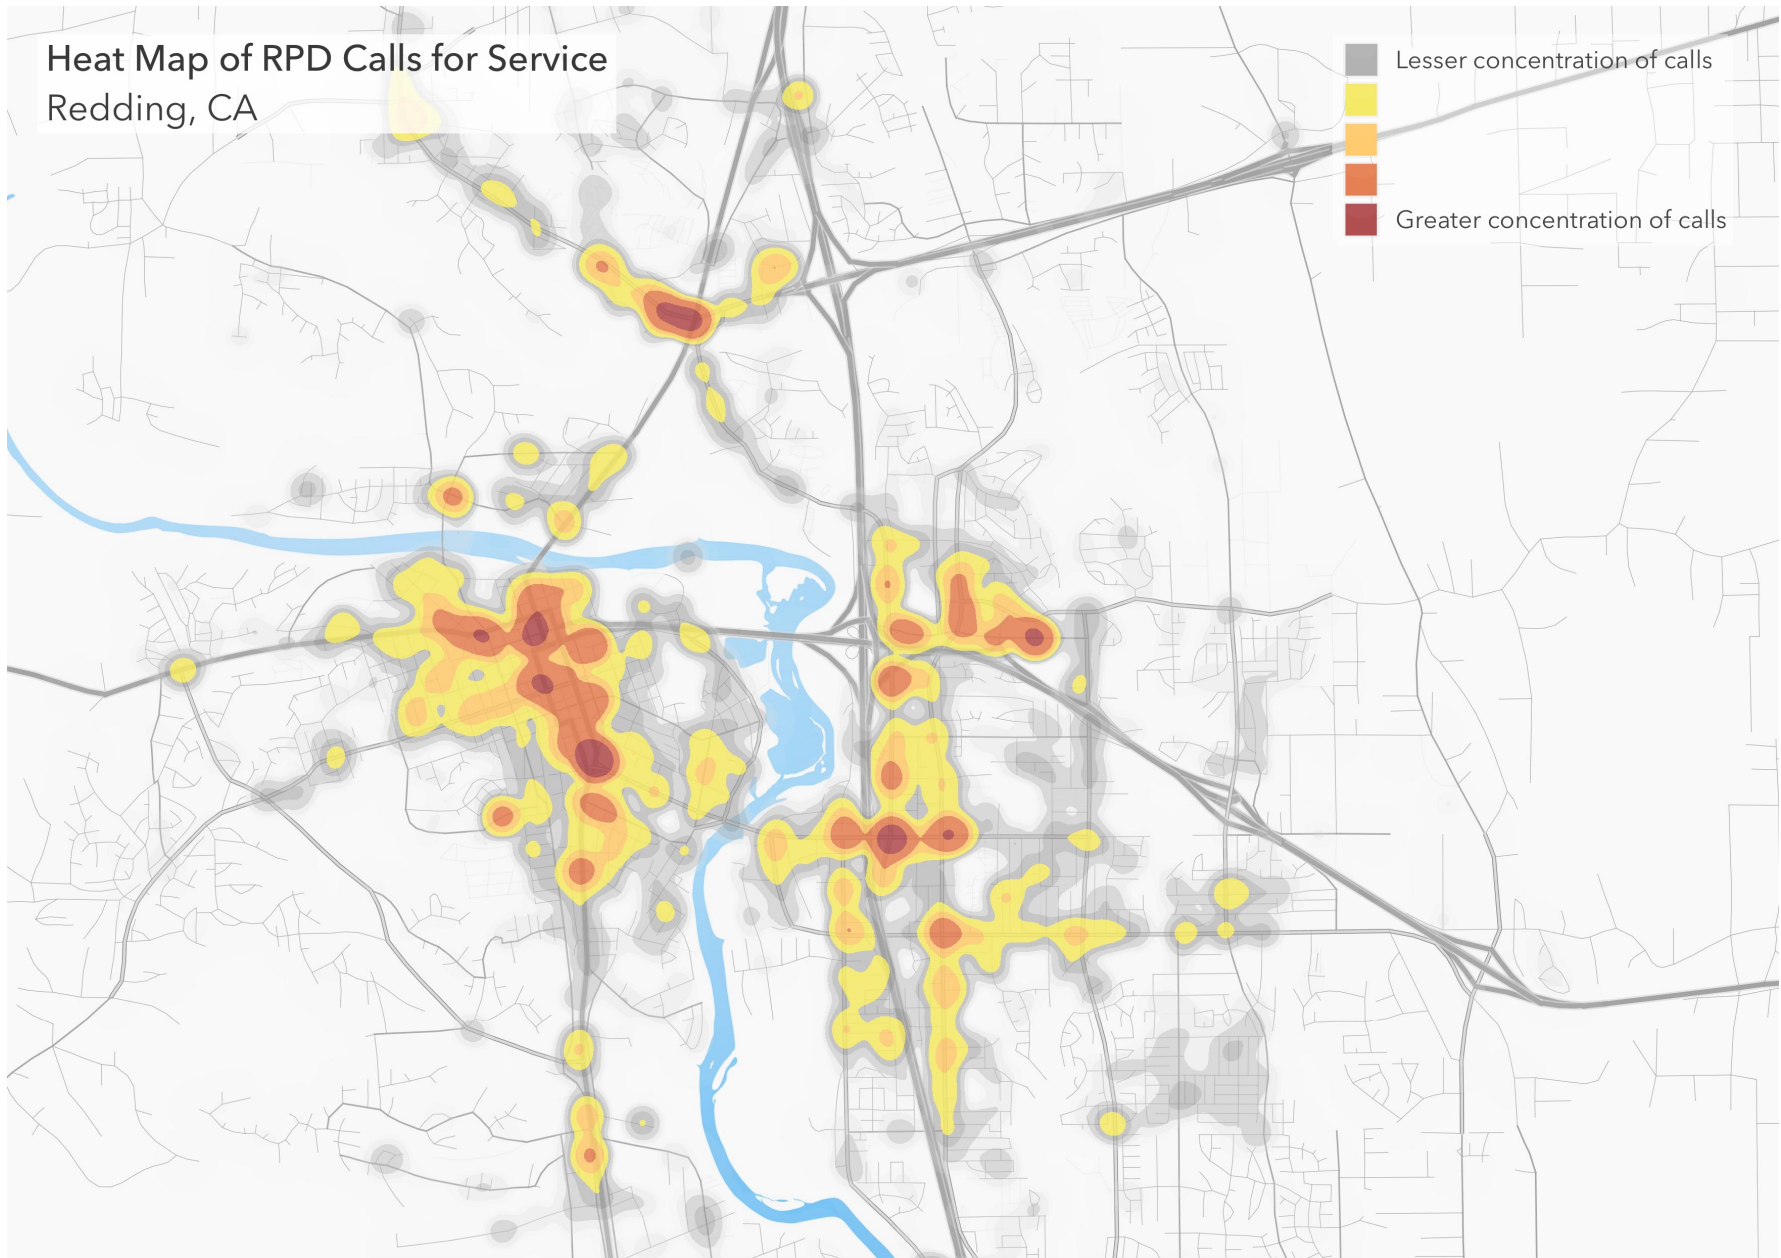 Heat Map of RPD Calls for Service
Redding, CA
Lesser concentration of calls
Greater concentration of calls